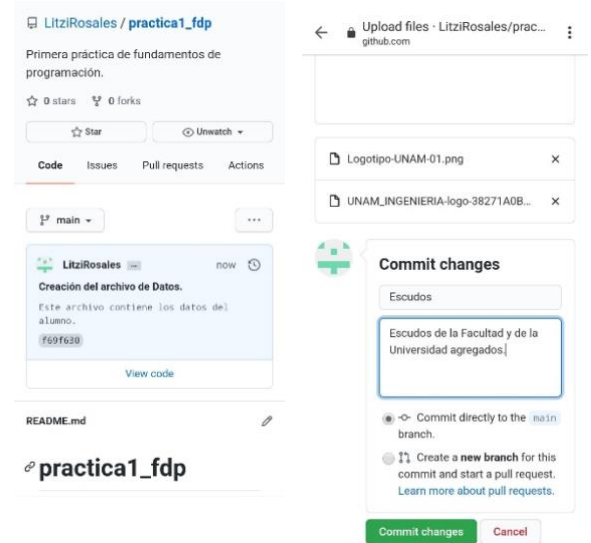 LitziRosales / practica1_fdp
Primera práctica de fundamentos de
programación.
0 stars 0 forks
Star Unwatch
Code Issues Pull requests Actions
main ...
LitziRosales ... now
Creación del archivo de Datos.
Este archivo contiene los datos del
alumno.
f69f630
View code
README.md
practica1_fdp
Upload files · LitziRosales/prac...
github.com
Logotipo-UNAM-01.png ×
UNAM_INGENIERIA-logo-38271A0B... ×
Commit changes
Escudos
Escudos de la Facultad y de la
Universidad agregados.
Commit directly to the main
branch.
Create a new branch for this
commit and start a pull request.
Learn more about pull requests.
Commit changes Cancel